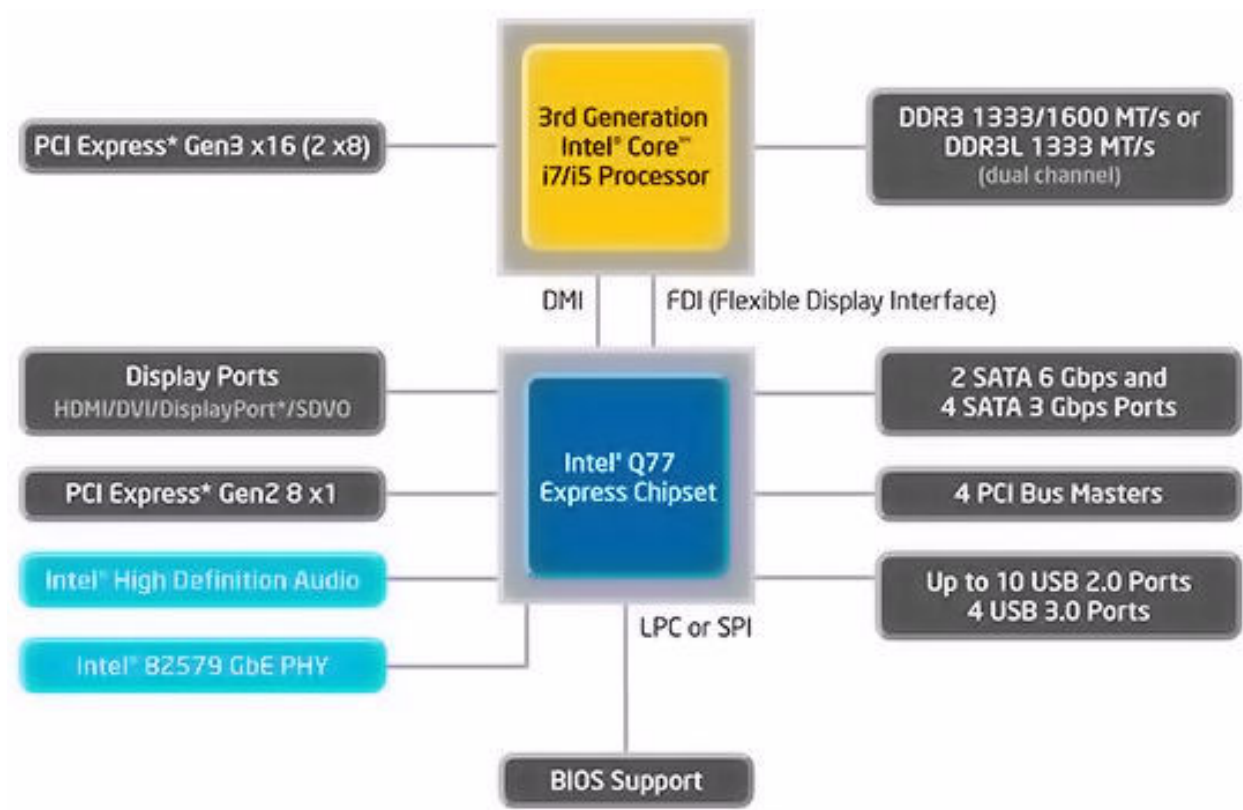 3rd Generation
Intel® Core™
i7/i5 Processor
PCI Express* Gen3 x16 (2 x8)
DDR3 1333/1600 MT/s or
DDR3L 1333 MT/s
(dual channel)
DMI
FDI (Flexible Display Interface)
Display Ports
HDMI/DVI/DisplayPort*/SDVO
PCI Express* Gen2 8 x1
Intel® High Definition Audio
Intel® 82579 GbE PHY
Intel® Q77
Express Chipset
2 SATA 6 Gbps and
4 SATA 3 Gbps Ports
4 PCI Bus Masters
Up to 10 USB 2.0 Ports
4 USB 3.0 Ports
LPC or SPI
BIOS Support